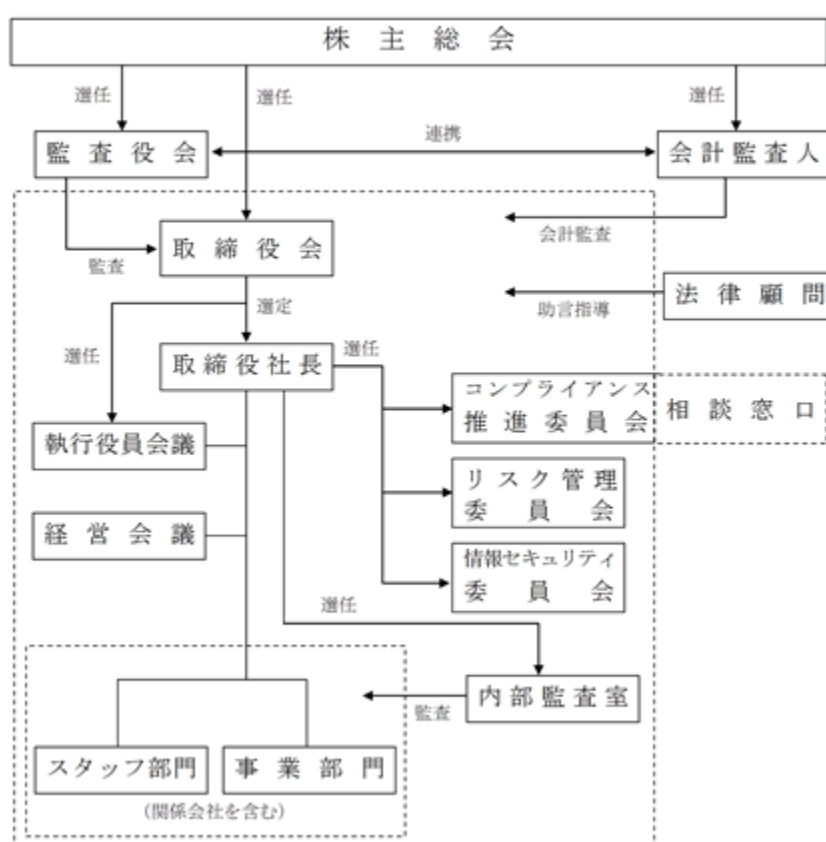 株主総会
選任
選任
選任
監査役会
連携
会計監査人
会計監査
監査
取締役会
法律顧問
助言指導
選定
選任
取締役社長
選任
コンプライアンス
推進委員会
相談窓口
執行役員会議
リスク管理
委員会
経営会議
情報セキュリティ
委員会
選任
内部監査室
監査
スタッフ部門
事業部門
(関係会社を含む)